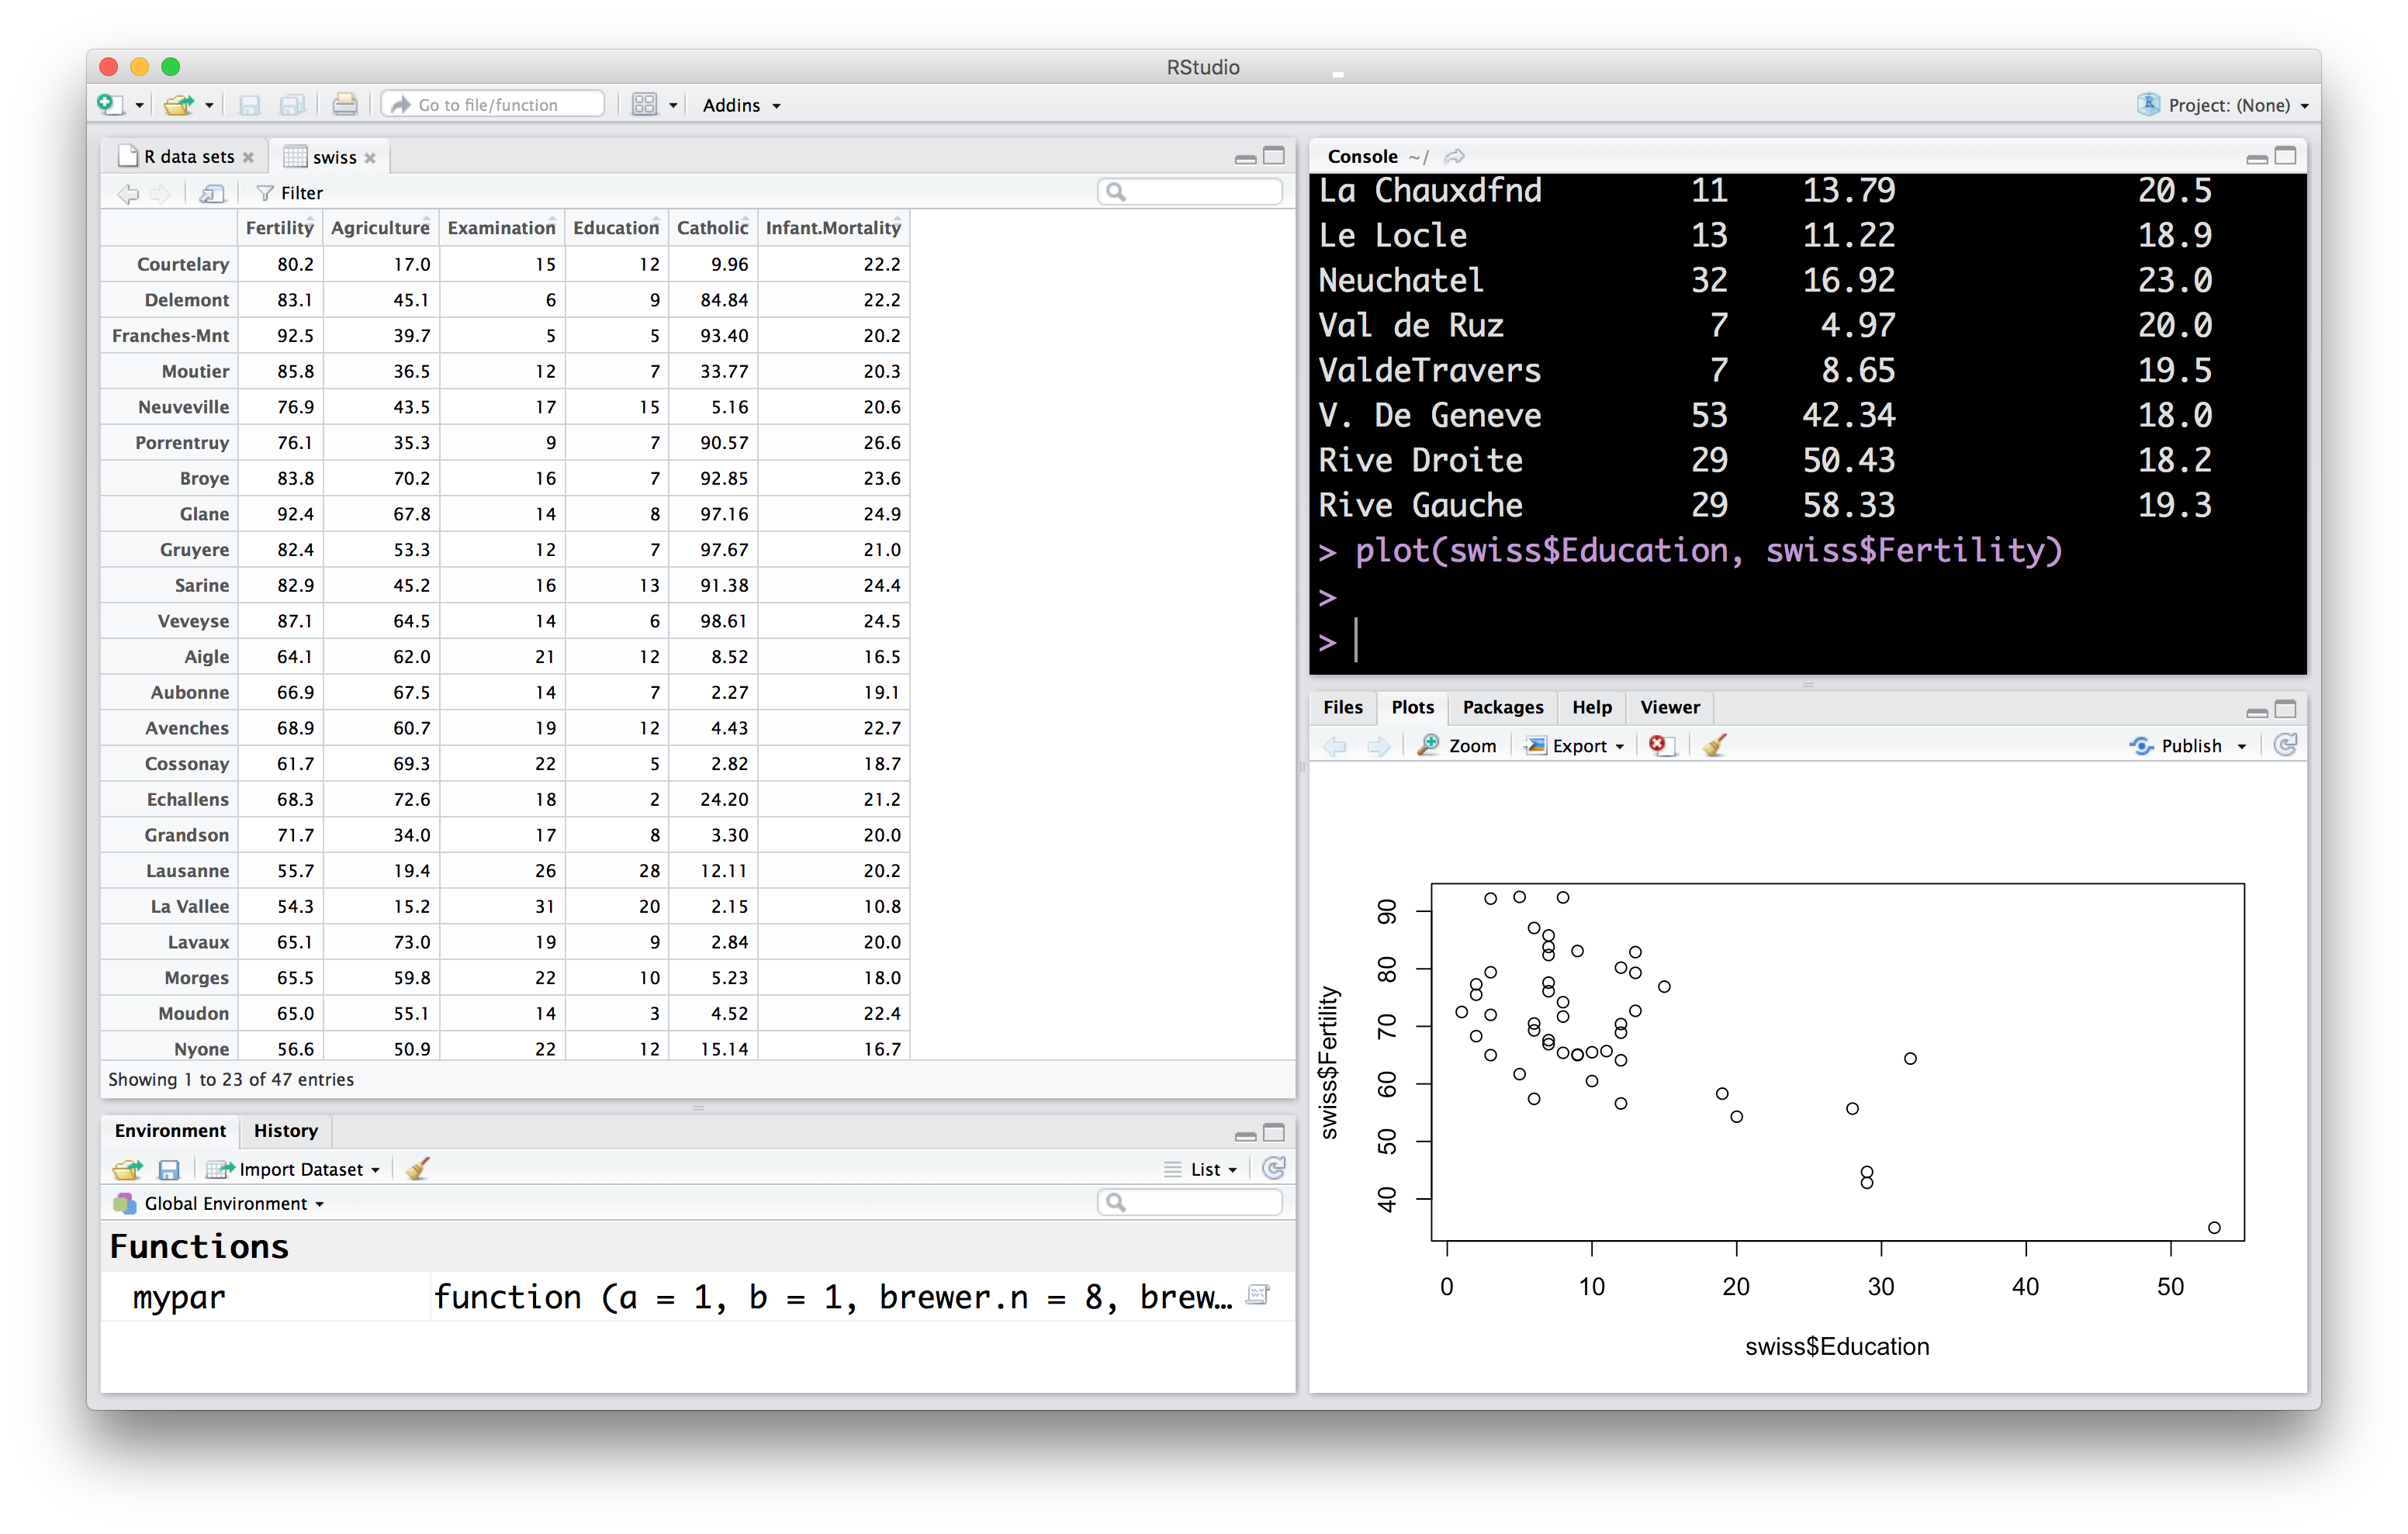 RStudio
Go to file/function Addins Project: (None)
R data sets swiss
Filter
Fertility Agriculture Examination Education Catholic Infant.Mortality
Courtelary 80.2 17.0 15 12 9.96 22.2
Delemont 83.1 45.1 6 9 84.84 22.2
Franches-Mnt 92.5 39.7 5 5 93.40 20.2
Moutier 85.8 36.5 12 7 33.77 20.3
Neuveville 76.9 43.5 17 15 5.16 20.6
Porrentruy 76.1 35.3 9 7 90.57 26.6
Broye 83.8 70.2 16 7 92.85 23.6
Glane 92.4 67.8 14 8 97.16 24.9
Gruyere 82.4 53.3 12 7 97.67 21.0
Sarine 82.9 45.2 16 13 91.38 24.4
Veveyse 87.1 64.5 14 6 98.61 24.5
Aigle 64.1 62.0 21 12 8.52 16.5
Aubonne 66.9 67.5 14 7 2.27 19.1
Avenches 68.9 60.7 19 12 4.43 22.7
Cossonay 61.7 69.3 22 5 2.82 18.7
Echallens 68.3 72.6 18 2 24.20 21.2
Grandson 71.7 34.0 17 8 3.30 20.0
Lausanne 55.7 19.4 26 28 12.11 20.2
La Vallee 54.3 15.2 31 20 2.15 10.8
Lavaux 65.1 73.0 19 9 2.84 20.0
Morges 65.5 59.8 22 10 5.23 18.0
Moudon 65.0 55.1 14 3 4.52 22.4
Nyone 56.6 50.9 22 12 15.14 16.7
Showing 1 to 23 of 47 entries
Environment History
Import Dataset List
Global Environment
Functions
mypar function (a = 1, b = 1, brewer.n = 8, brew…
Console ~/
La Chauxdfnd 11 13.79 20.5
Le Locle 13 11.22 18.9
Neuchatel 32 16.92 23.0
Val de Ruz 7 4.97 20.0
ValdeTravers 7 8.65 19.5
V. De Geneve 53 42.34 18.0
Rive Droite 29 50.43 18.2
Rive Gauche 29 58.33 19.3
> plot(swiss$Education, swiss$Fertility)
>
>
Files Plots Packages Help Viewer
Zoom Export Publish
swiss$Fertility
90
80
70
60
50
40
0 10 20 30 40 50
swiss$Education